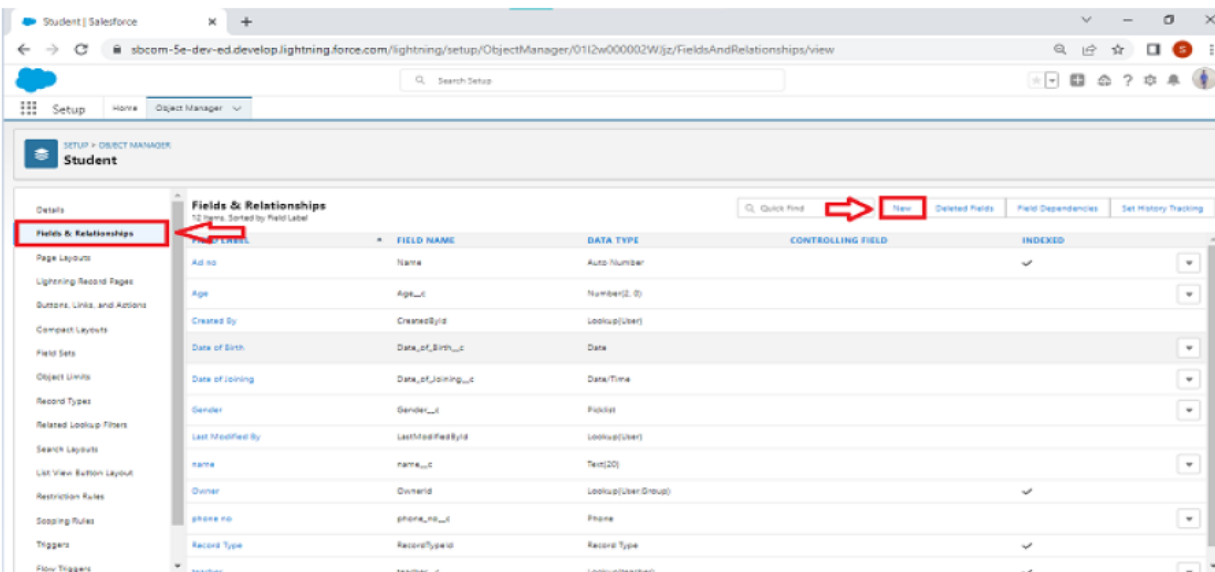 Student | Salesforce
sbcom-5e-dev-ed.develop.lightning.force.com/lightning/setup/ObjectManager/01I2w000002WJjz/FieldsAndRelationships/view
S
Search Setup
Setup Home Object Manager
SETUP > OBJECT MANAGER
Student
Details
Fields & Relationships
Page Layouts
Lightning Record Pages
Buttons, Links, and Actions
Compact Layouts
Field Sets
Object Limits
Record Types
Related Lookup Filters
Search Layouts
List View Button Layout
Restriction Rules
Scoping Rules
Triggers
Flow Triggers
Fields & Relationships
12 Items, Sorted by Field Label
Quick Find New Deleted Fields Field Dependencies Set History Tracking
FIELD LABEL FIELD NAME DATA TYPE CONTROLLING FIELD INDEXED
Ad no Name Auto Number
Age Age__c Number(2, 0)
Created By CreatedById Lookup(User)
Date of Birth Date_of_Birth__c Date
Date of Joining Date_of_Joining__c Date/Time
Gender Gender__c Picklist
Last Modified By LastModifiedById Lookup(User)
name name__c Text(20)
Owner OwnerId Lookup(User,Group)
phone no phone_no__c Phone
Record Type RecordTypeId Record Type
teacher teacher__c Lookup(teacher)